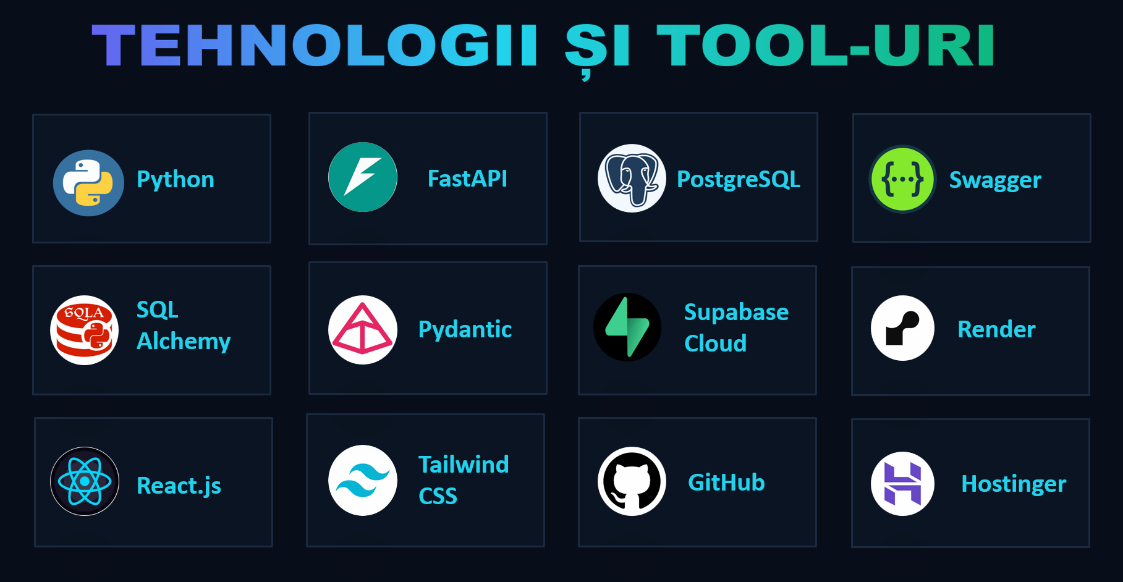 TEHNOLOGII ȘI TOOL-URI
Python
FastAPI
PostgreSQL
Swagger
SQLA
SQL
Alchemy
Pydantic
Supabase
Cloud
Render
React.js
Tailwind
CSS
GitHub
Hostinger